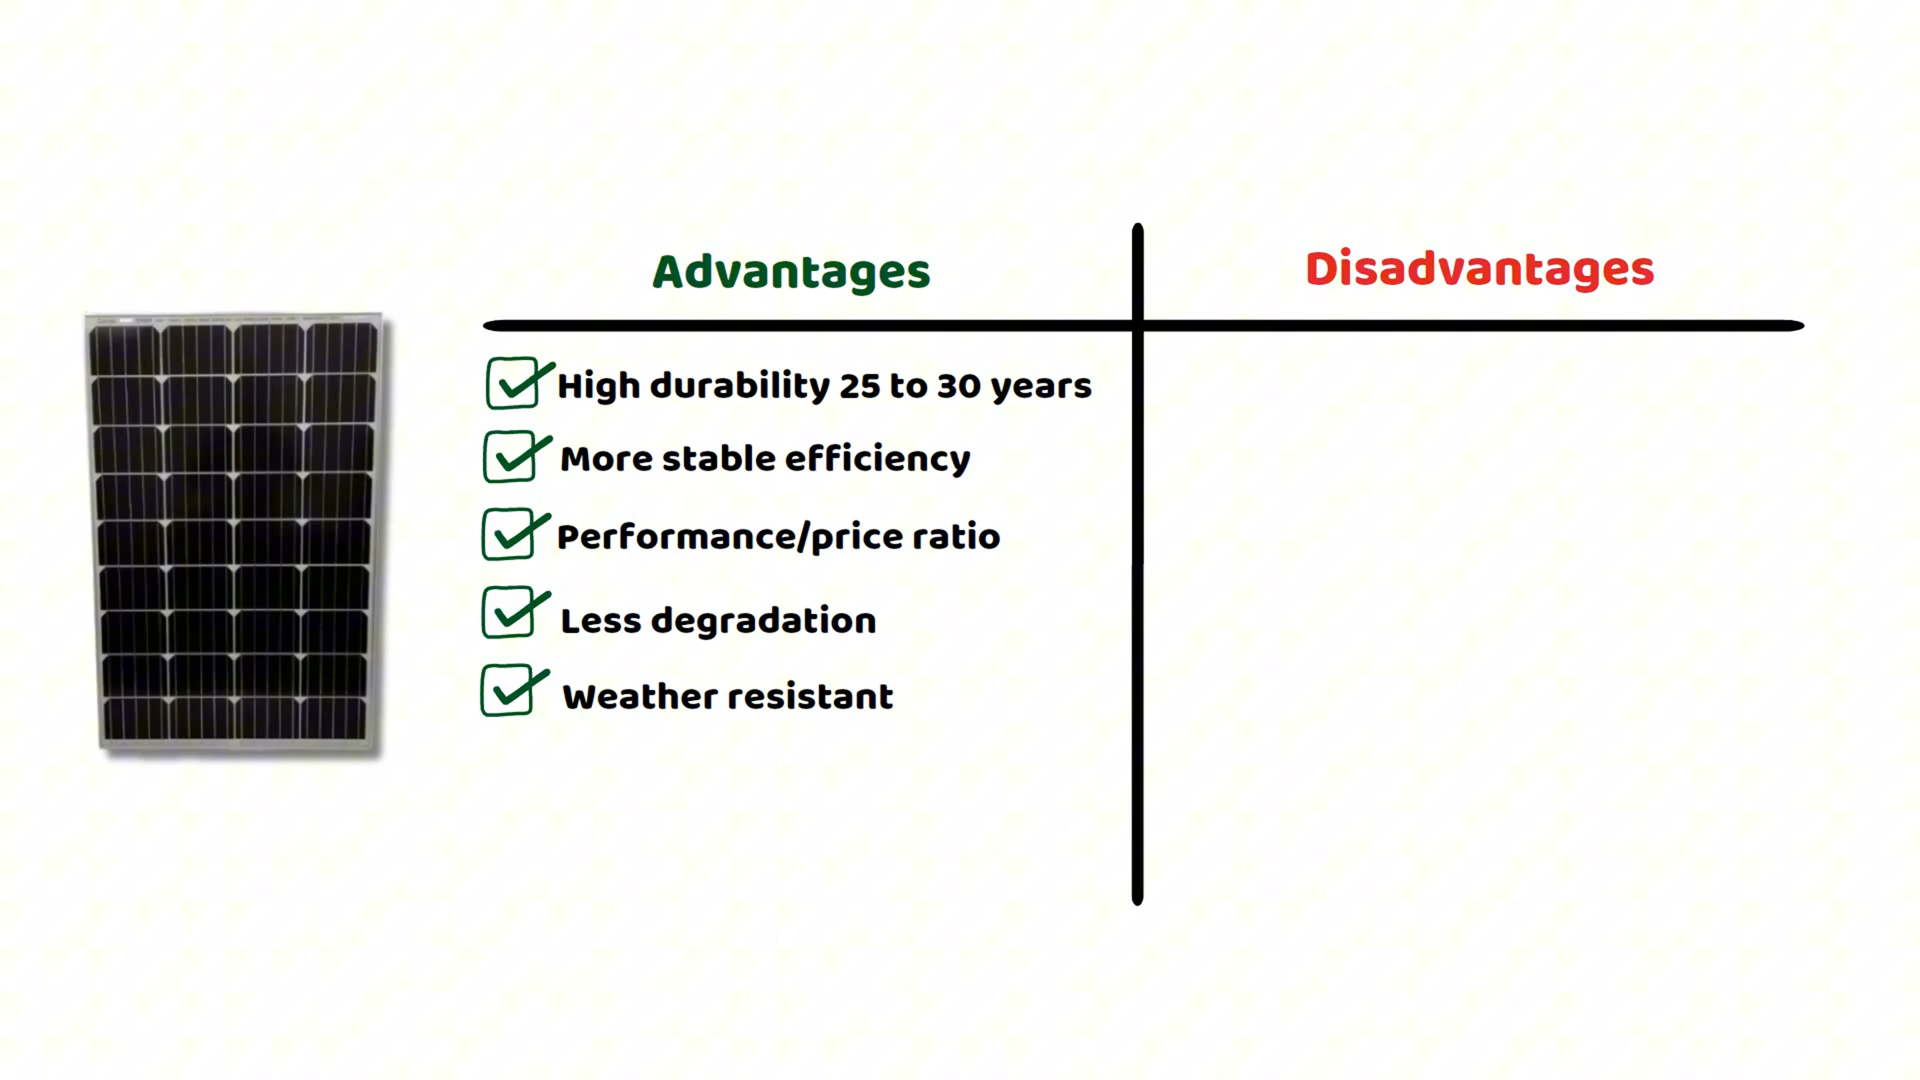 Advantages
Disadvantages
High durability 25 to 30 years
More stable efficiency
Performance/price ratio
Less degradation
Weather resistant